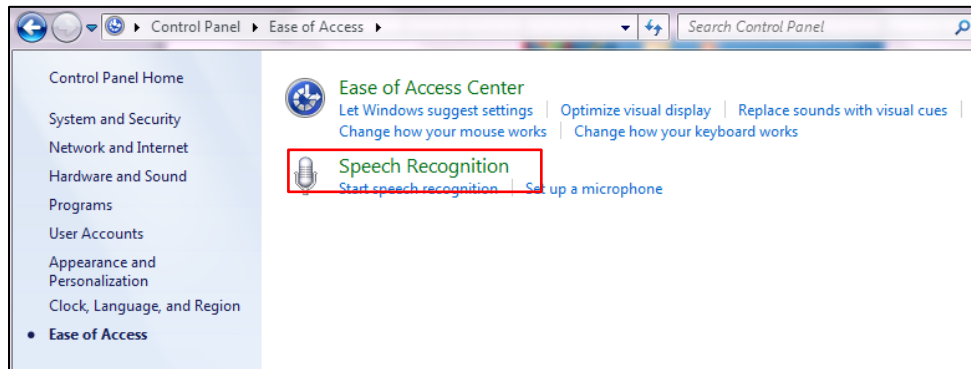 Control Panel ▸ Ease of Access ▸ Search Control Panel
Control Panel Home
System and Security
Network and Internet
Hardware and Sound
Programs
User Accounts
Appearance and
Personalization
Clock, Language, and Region
• Ease of Access
Ease of Access Center
Let Windows suggest settings | Optimize visual display | Replace sounds with visual cues |
Change how your mouse works | Change how your keyboard works
Speech Recognition
Start speech recognition | Set up a microphone